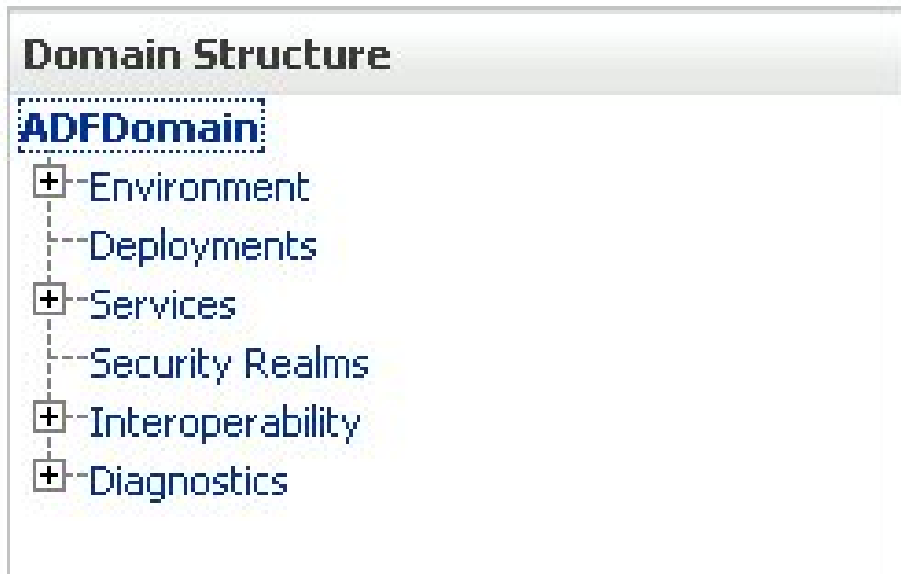 Domain Structure
ADFDomain
Environment
Deployments
Services
Security Realms
Interoperability
Diagnostics